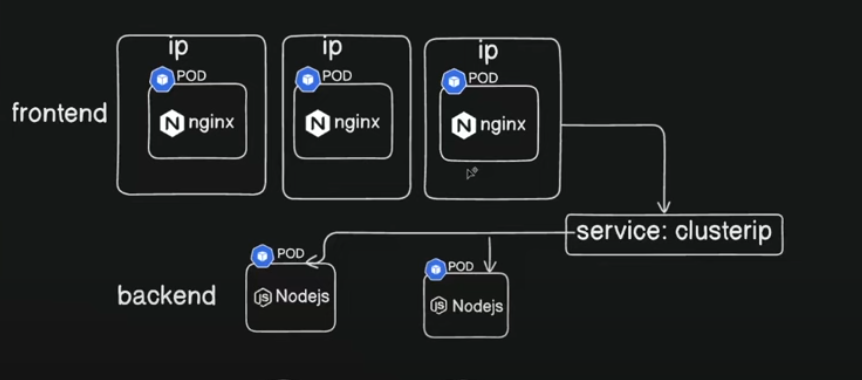 ip
ip
ip
POD
POD
POD
frontend
nginx
nginx
nginx
service: clusterip
POD
POD
backend
Nodejs
Nodejs